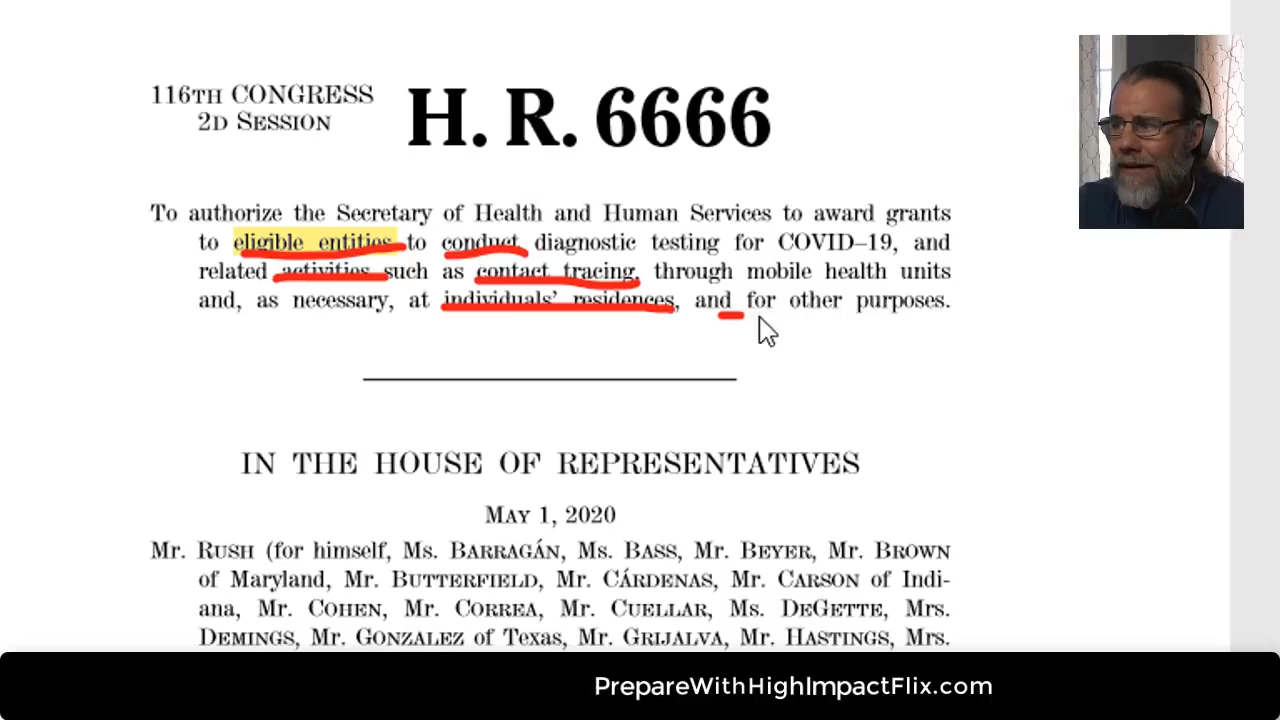 116TH CONGRESS
2D SESSION
H. R. 6666
To authorize the Secretary of Health and Human Services to award grants
to eligible entities to conduct diagnostic testing for COVID–19, and
related activities such as contact tracing, through mobile health units
and, as necessary, at individuals’ residences, and for other purposes.
IN THE HOUSE OF REPRESENTATIVES
MAY 1, 2020
Mr. RUSH (for himself, Ms. BARRAGÁN, Ms. BASS, Mr. BEYER, Mr. BROWN
of Maryland, Mr. BUTTERFIELD, Mr. CÁRDENAS, Mr. CARSON of Indi-
ana, Mr. COHEN, Mr. CORREA, Mr. CUELLAR, Ms. DEGETTE, Mrs.
DEMINGS, Mr. GONZALEZ of Texas, Mr. GRIJALVA, Mr. HASTINGS, Mrs.
PrepareWithHighImpactFlix.com